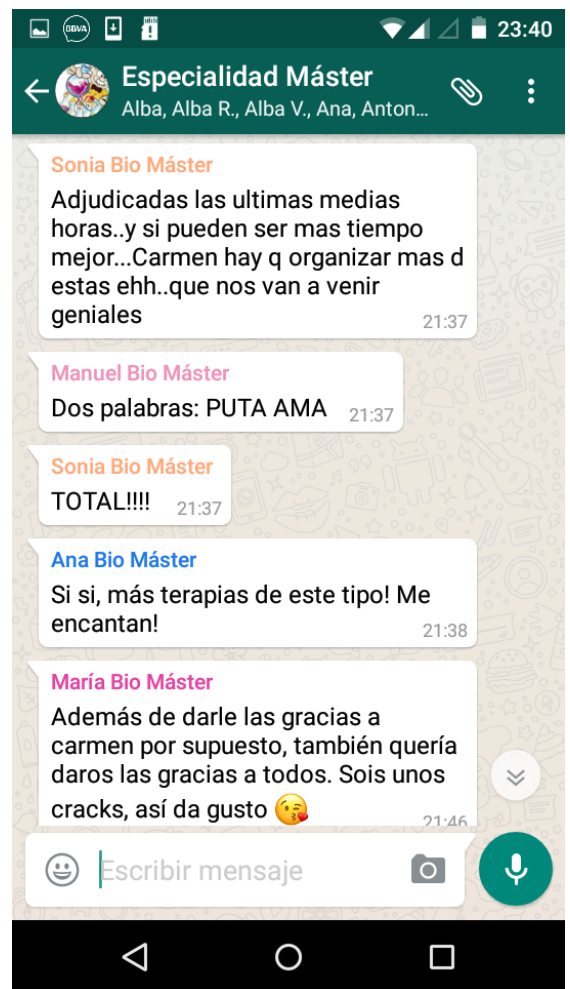 BBVA
23:40
Especialidad Máster
Alba, Alba R., Alba V., Ana, Anton...
Sonia Bio Máster
Adjudicadas las ultimas medias
horas..y si pueden ser mas tiempo
mejor...Carmen hay q organizar mas d
estas ehh..que nos van a venir
geniales
21:37
Manuel Bio Máster
Dos palabras: PUTA AMA
21:37
Sonia Bio Máster
TOTAL!!!!
21:37
Ana Bio Máster
Si si, más terapias de este tipo! Me
encantan!
21:38
María Bio Máster
Además de darle las gracias a
carmen por supuesto, también quería
daros las gracias a todos. Sois unos
cracks, así da gusto 😘
21:46
Escribir mensaje